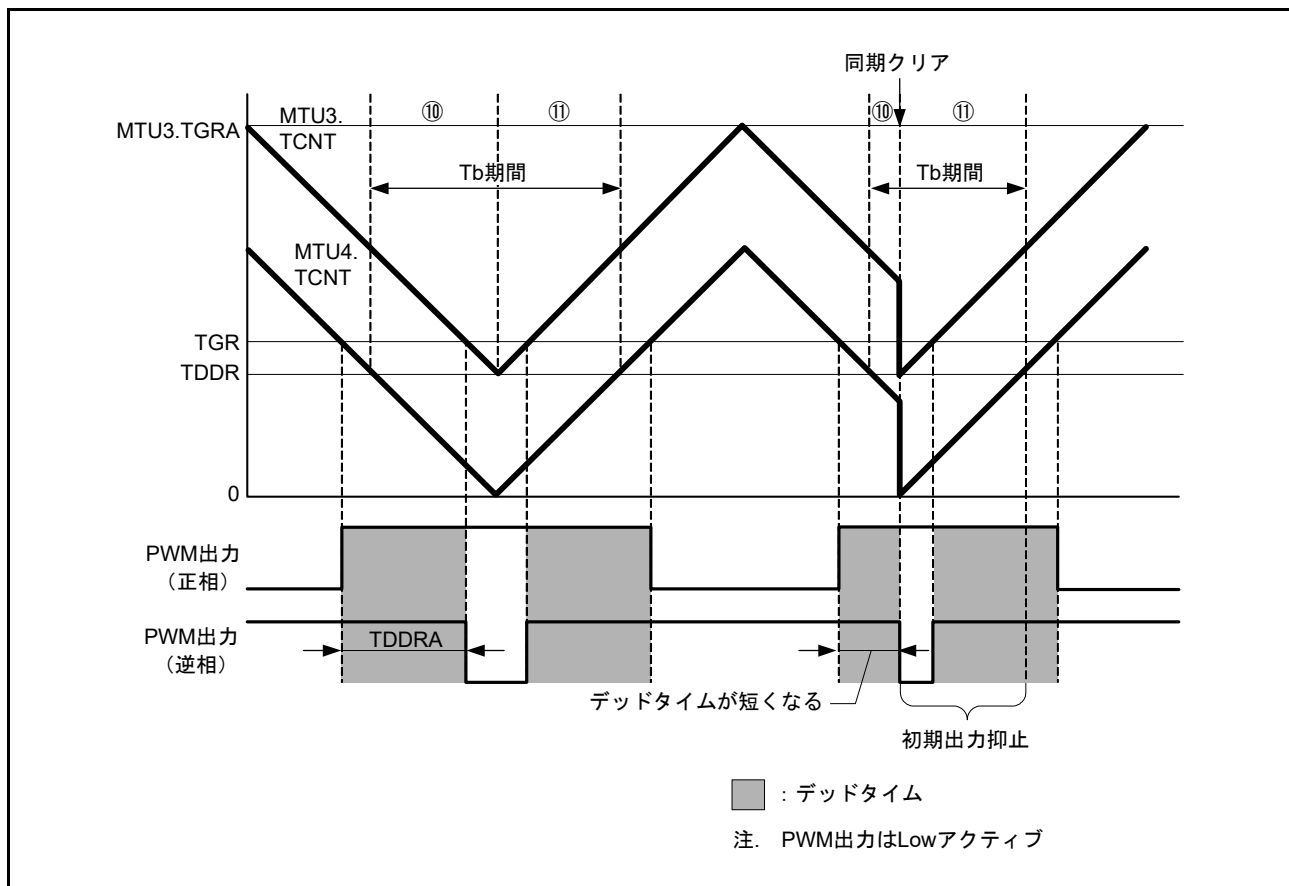 同期クリア
MTU3.TGRA
MTU3.
TCNT
⑩
⑪
⑩
⑪
Tb期間
Tb期間
MTU4.
TCNT
TGR
TDDR
0
PWM出力
（正相）
PWM出力
（逆相）
TDDRA
デッドタイムが短くなる
初期出力抑止
：デッドタイム
注. PWM出力はLowアクティブ